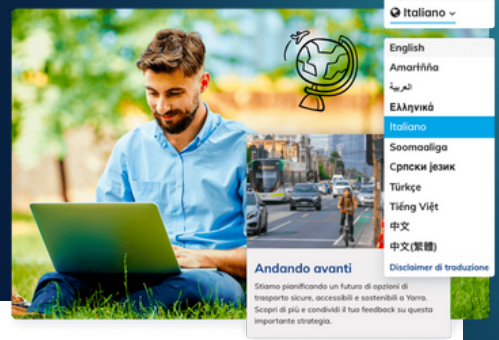 Italiano
English
Amariñña
العربية
Ελληνικά
Italiano
Soomaaliga
Српски језик
Türkçe
Tiếng Việt
中文
中文(繁體)
Disclaimer di traduzione
Andando avanti
Stiamo pianificando un futuro di opzioni di
trasporto sicure, accessibili e sostenibili a Yarra.
Scopri di più e condividi il tuo feedback su questa
importante strategia.